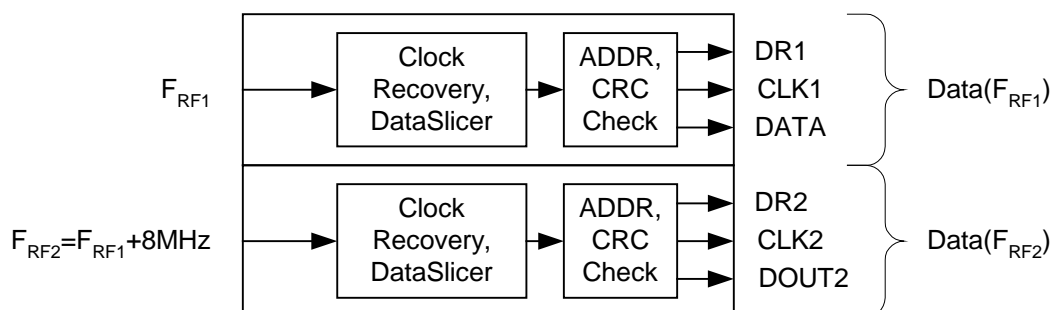 F_RF1
Clock
Recovery,
DataSlicer
ADDR,
CRC
Check
DR1
CLK1
DATA
Data(F_RF1)
F_RF2=F_RF1+8MHz
Clock
Recovery,
DataSlicer
ADDR,
CRC
Check
DR2
CLK2
DOUT2
Data(F_RF2)